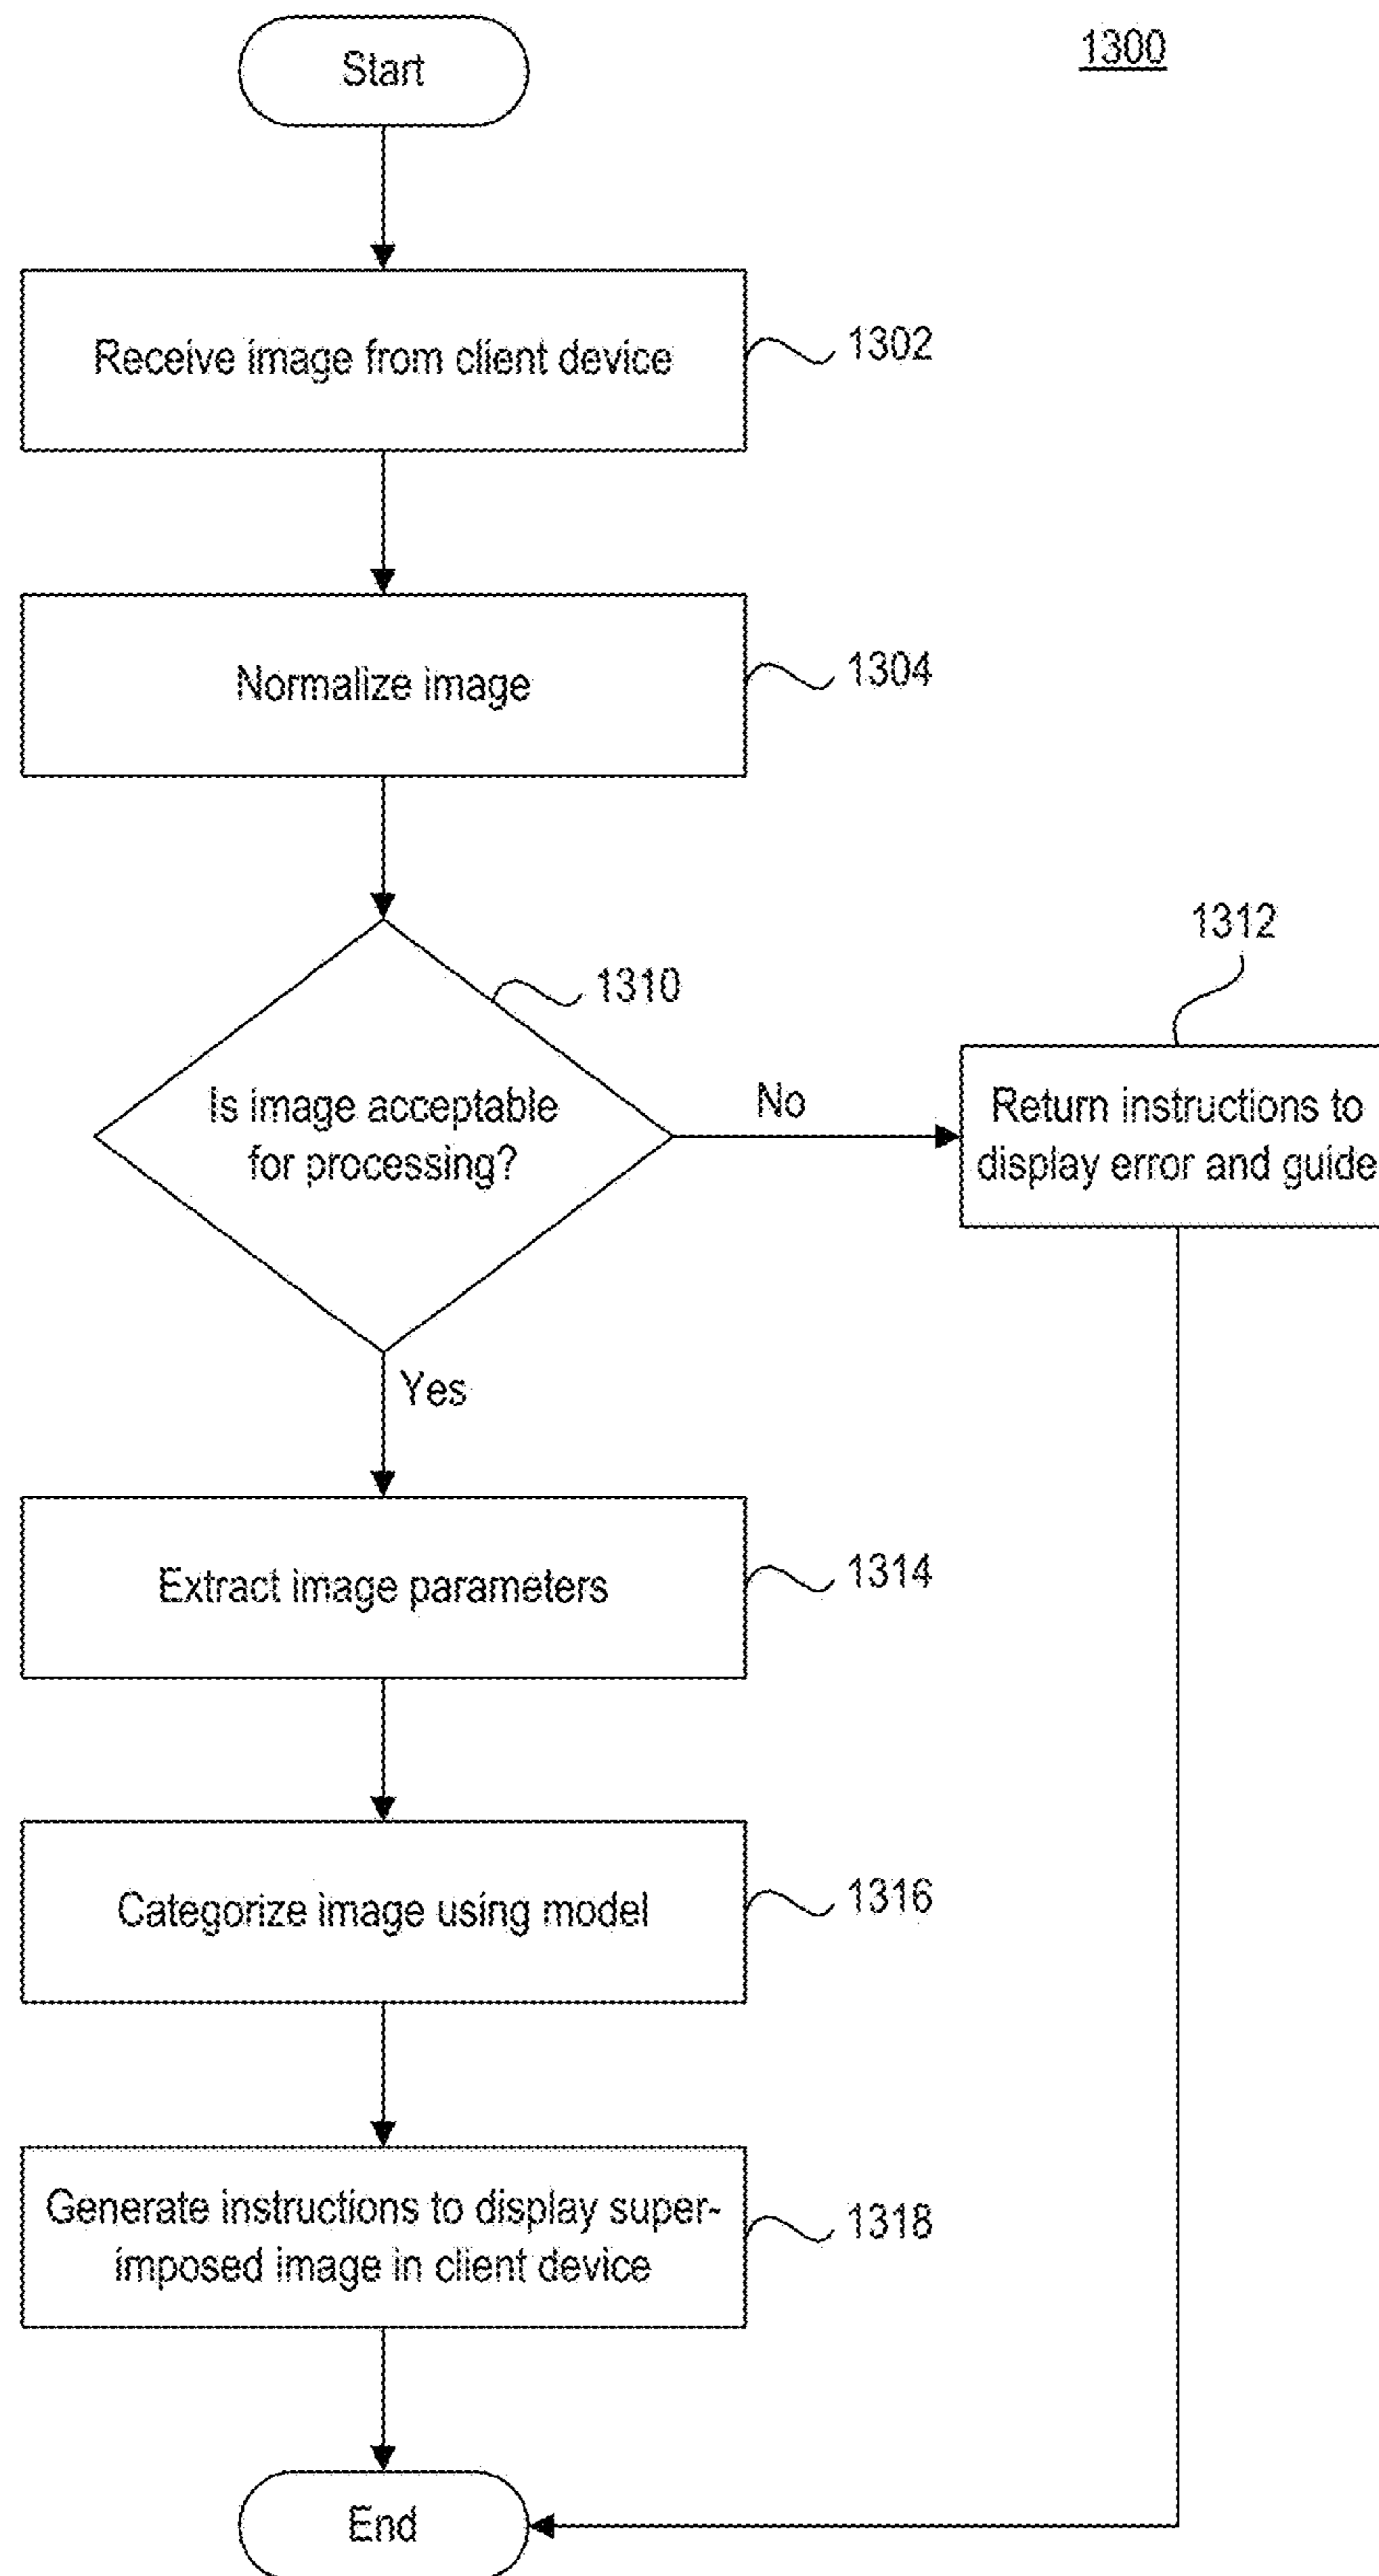 1300
Start
Receive image from client device
1302
Normalize image
1304
1310
Is image acceptable
for processing?
No
1312
Return instructions to
display error and guide
Yes
Extract image parameters
1314
Categorize image using model
1316
Generate instructions to display super-
imposed image in client device
1318
End